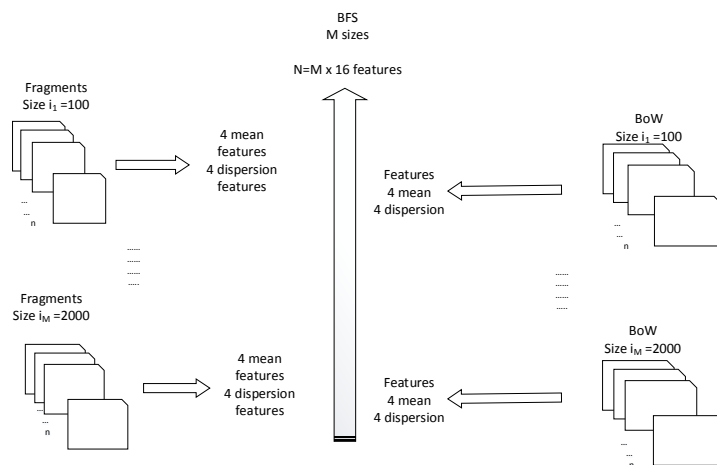 BFS
M sizes
N=M x 16 features
Fragments
Size i₁ =100
4 mean
features
4 dispersion
features
...
...
n
......
......
......
.....
Fragments
Size iM =2000
4 mean
features
4 dispersion
features
...
...
n
BoW
Size i₁ =100
Features
4 mean
4 dispersion
...
...
n
......
......
......
.....
BoW
Size iM =2000
Features
4 mean
4 dispersion
...
...
n